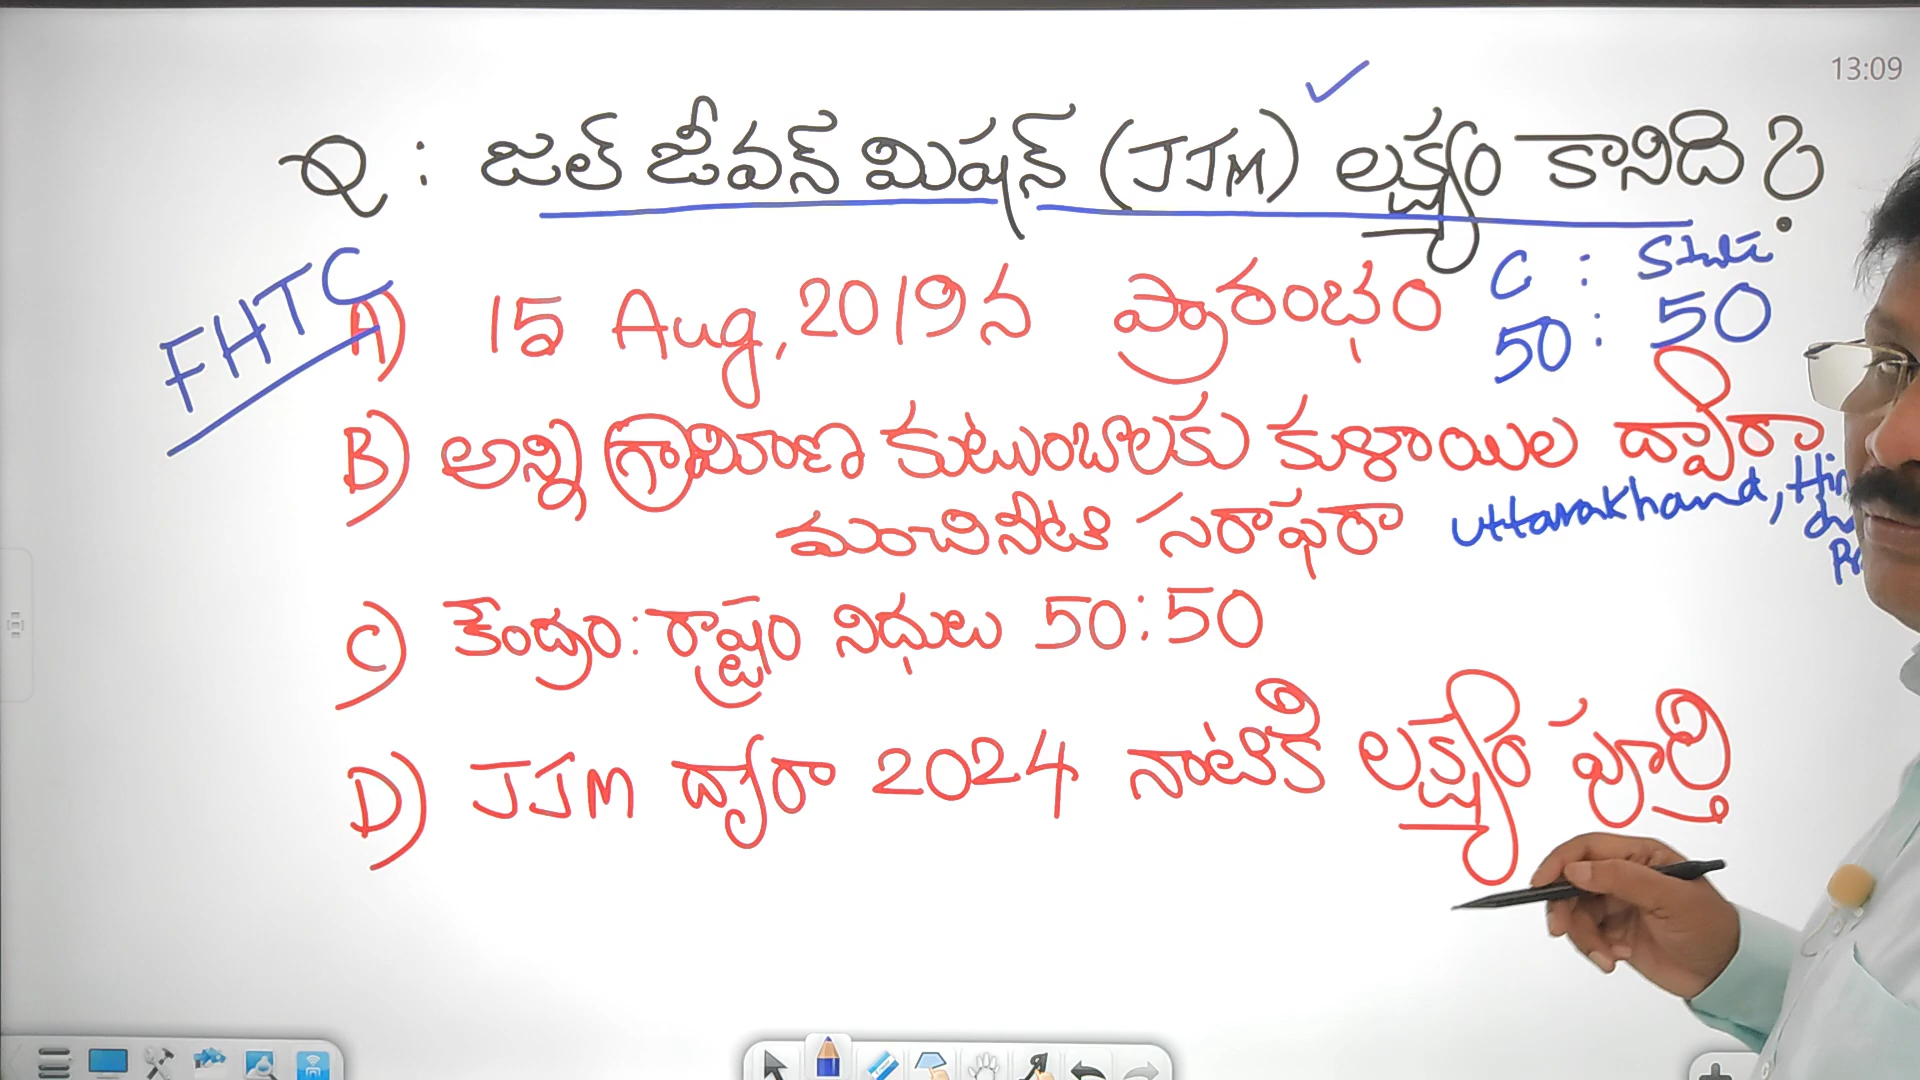 13:09
Q : జల్ జీవన్ మిషన్ (JJM) లక్ష్యం కానిది?
FHTC
C : State
50 : 50
A) 15 Aug, 2019న ప్రారంభం
B) అన్ని గ్రామీణ కుటుంబాలకు కుళాయిల ద్వారా
మంచినీటి సరాఫరా
Uttarakhand,
C) కేంద్రం: రాష్ట్రం నిధులు 50:50
D) JJM ద్వారా 2024 నాటికి లక్ష్యం పూర్తి